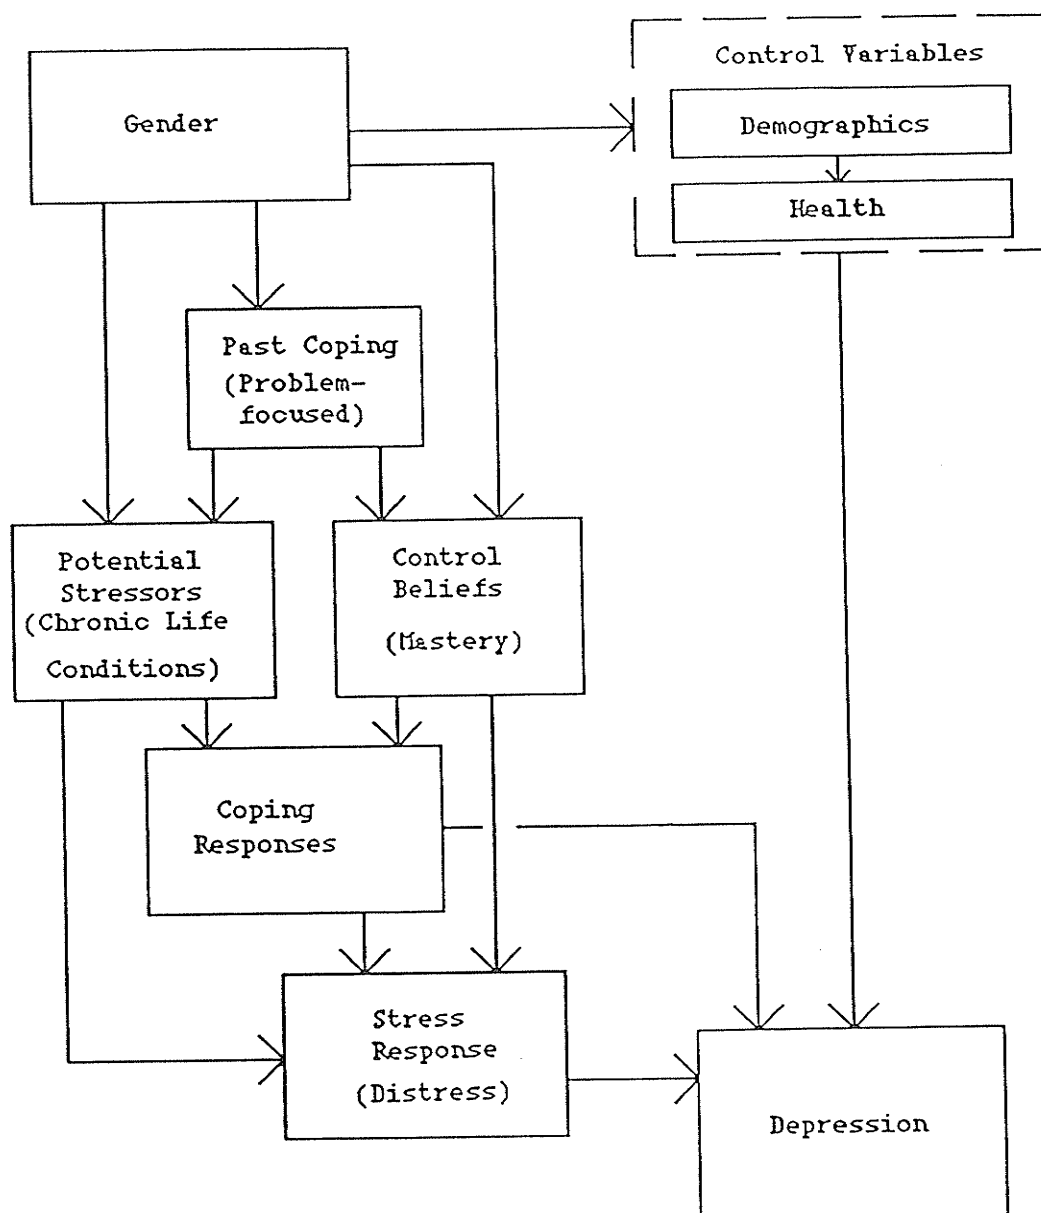 Gender
Control Variables
Demographics
Health
Past Coping
(Problem-
focused)
Potential
Stressors
(Chronic Life
Conditions)
Control
Beliefs
(Mastery)
Coping
Responses
Stress
Response
(Distress)
Depression